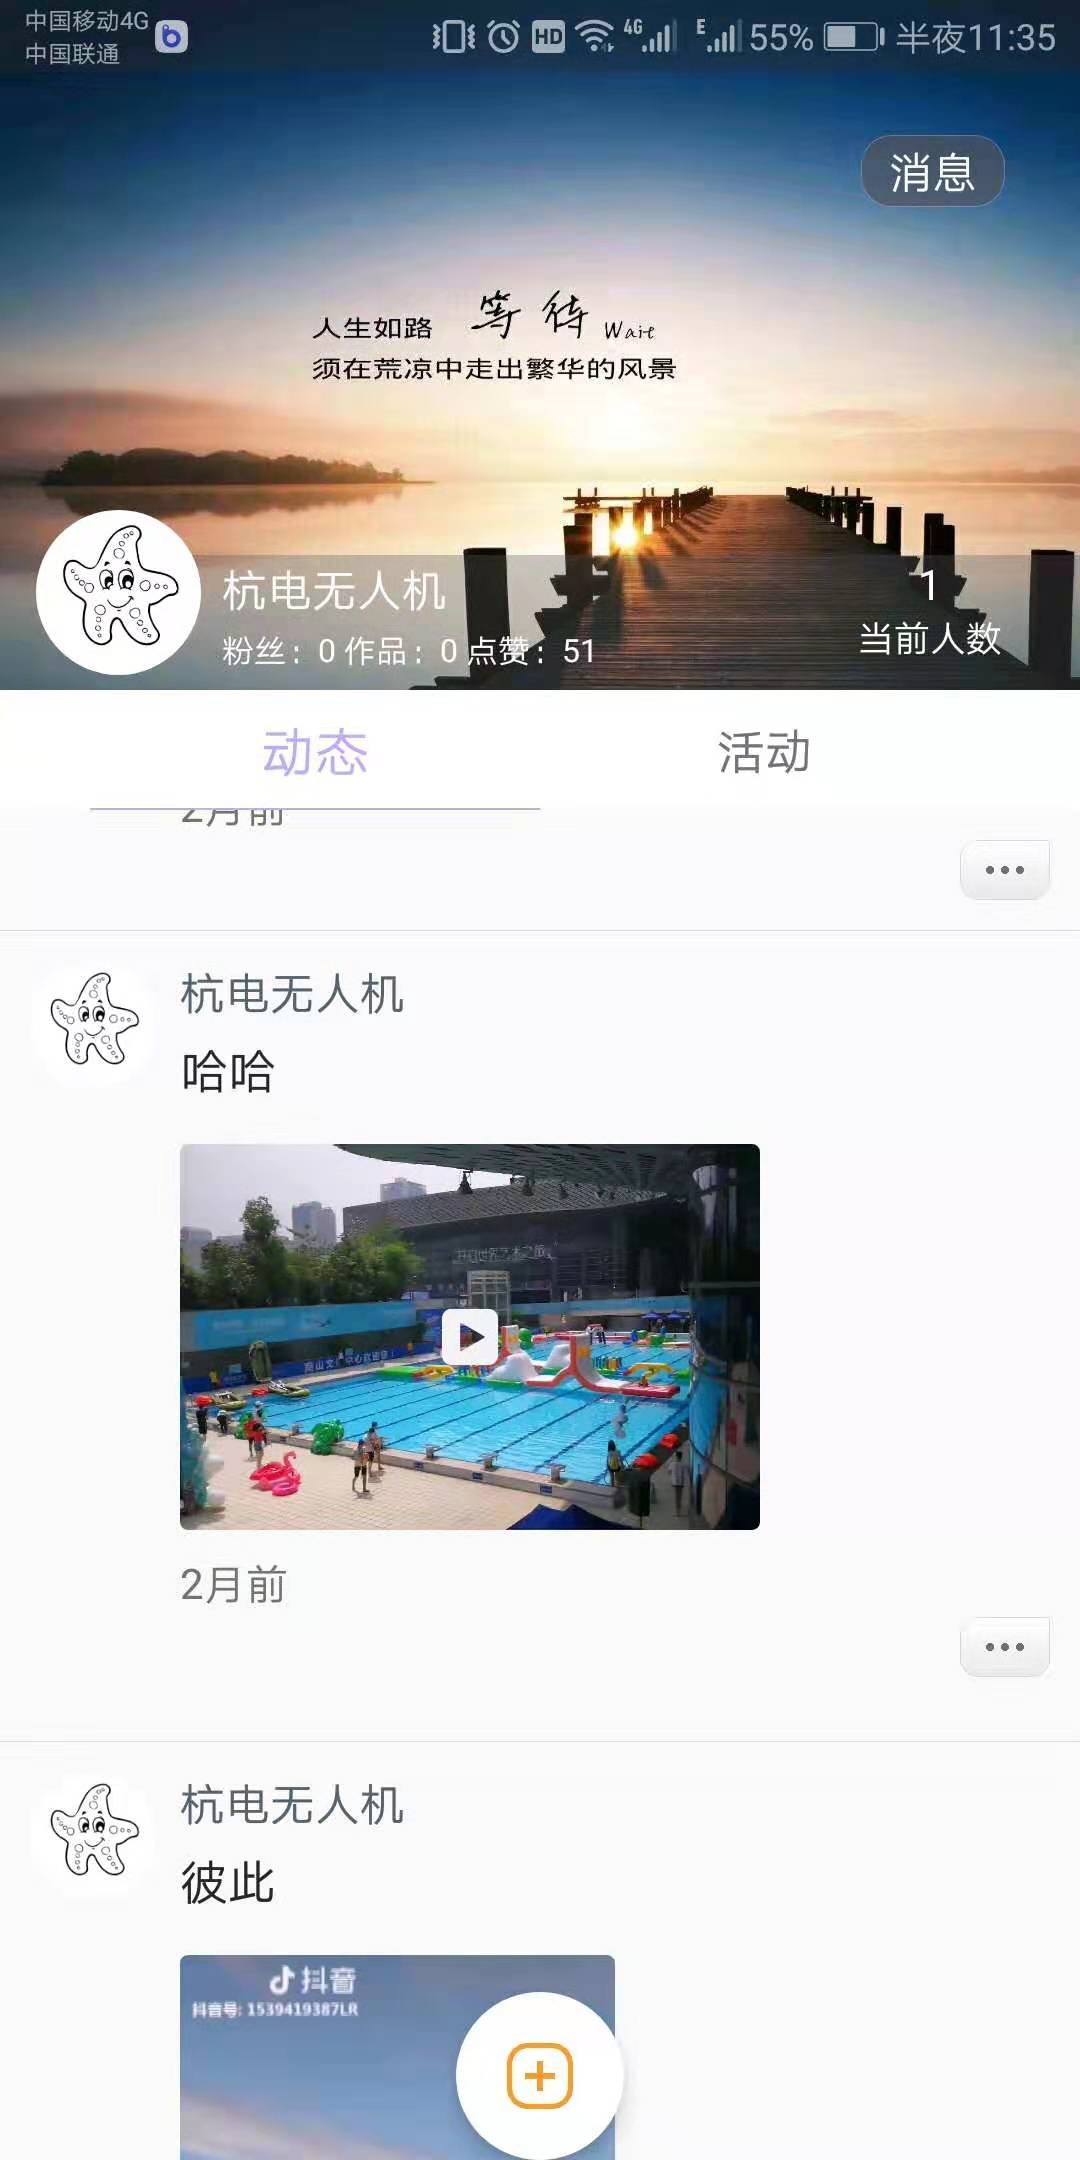 中国移动4G
中国联通
HD 4G E 55% 半夜11:35
消息
人生如路 等待 Wait
须在荒凉中走出繁华的风景
杭电无人机
粉丝：0 作品：0 点赞：51
1
当前人数
动态 活动
2月前
杭电无人机
哈哈
2月前
杭电无人机
彼此
抖音
抖音号: 1539419387LR